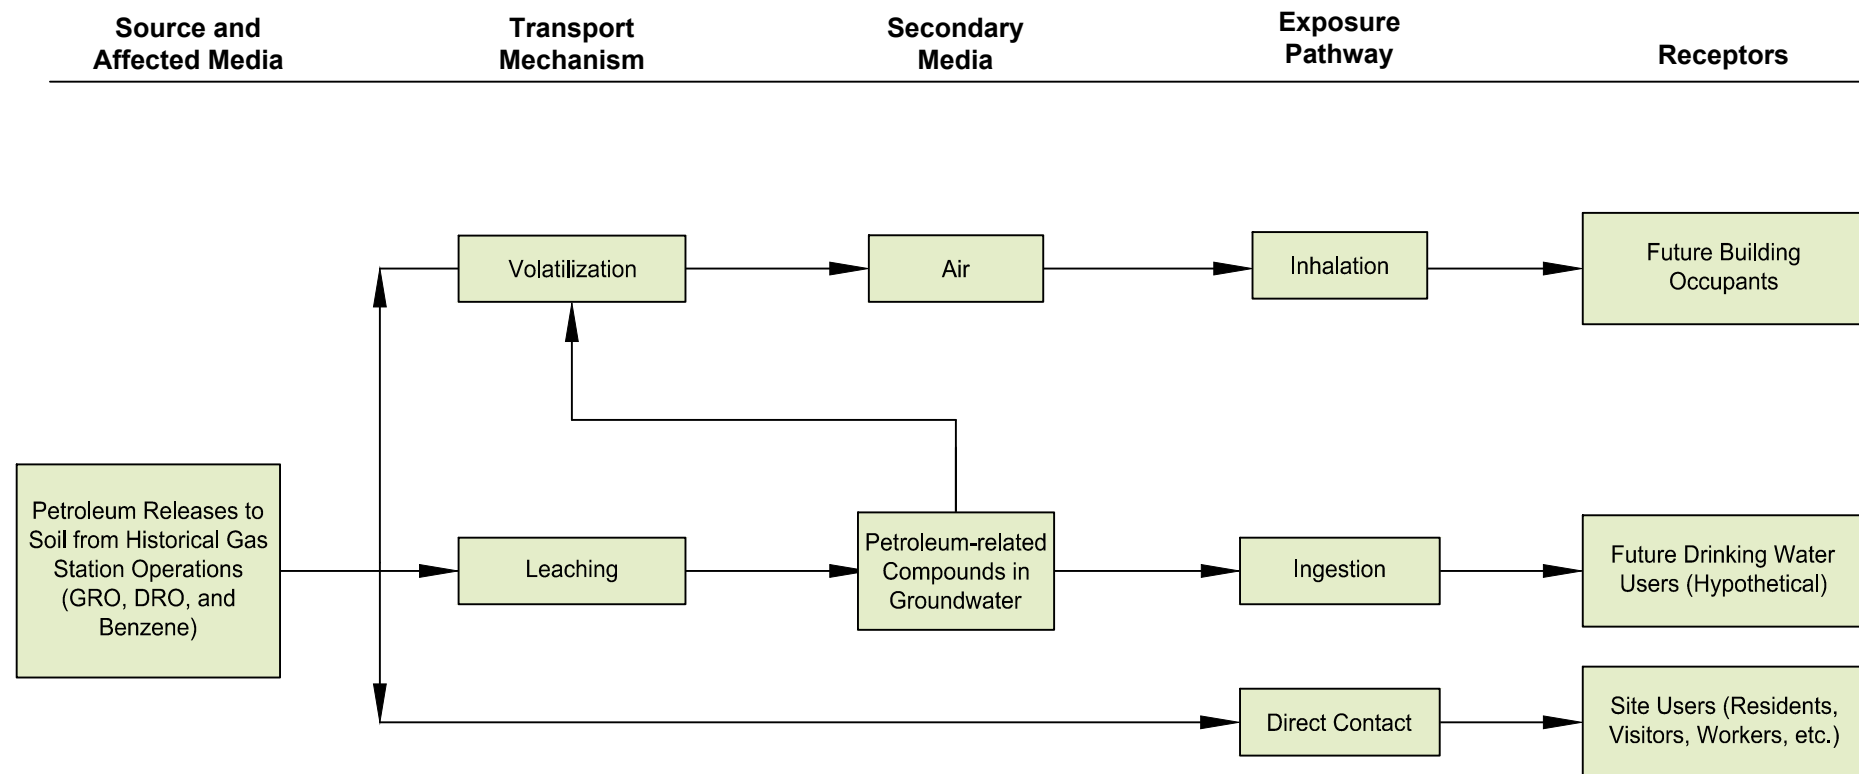 Source and
Affected Media
Transport
Mechanism
Secondary
Media
Exposure
Pathway
Receptors
Volatilization
Air
Inhalation
Future Building
Occupants
Petroleum Releases to
Soil from Historical Gas
Station Operations
(GRO, DRO, and
Benzene)
Leaching
Petroleum-related
Compounds in
Groundwater
Ingestion
Future Drinking Water
Users (Hypothetical)
Direct Contact
Site Users (Residents,
Visitors, Workers, etc.)